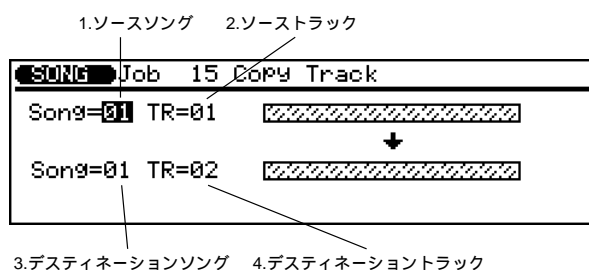 1.ソースソング 2.ソーストラック
SONG Job 15 Copy Track
Song=01 TR=01
Song=01 TR=02
3.デスティネーションソング 4.デスティネーショントラック